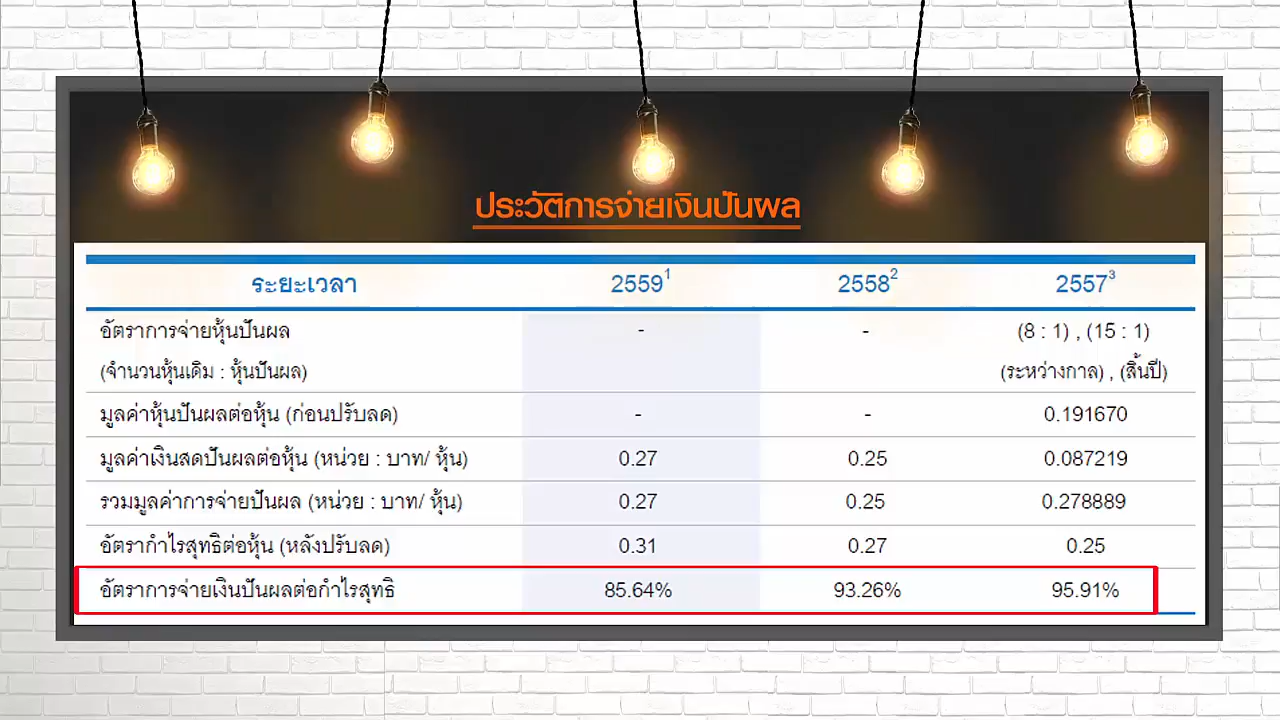 ประวัติการจ่ายเงินปันผล
ระยะเวลา 2559¹ 2558² 2557³
อัตราการจ่ายหุ้นปันผล - - (8 : 1) , (15 : 1)
(จำนวนหุ้นเดิม : หุ้นปันผล) (ระหว่างกาล) , (สิ้นปี)
มูลค่าหุ้นปันผลต่อหุ้น (ก่อนปรับลด) - - 0.191670
มูลค่าเงินสดปันผลต่อหุ้น (หน่วย : บาท/ หุ้น) 0.27 0.25 0.087219
รวมมูลค่าการจ่ายปันผล (หน่วย : บาท/ หุ้น) 0.27 0.25 0.278889
อัตรากำไรสุทธิต่อหุ้น (หลังปรับลด) 0.31 0.27 0.25
อัตราการจ่ายเงินปันผลต่อกำไรสุทธิ 85.64% 93.26% 95.91%